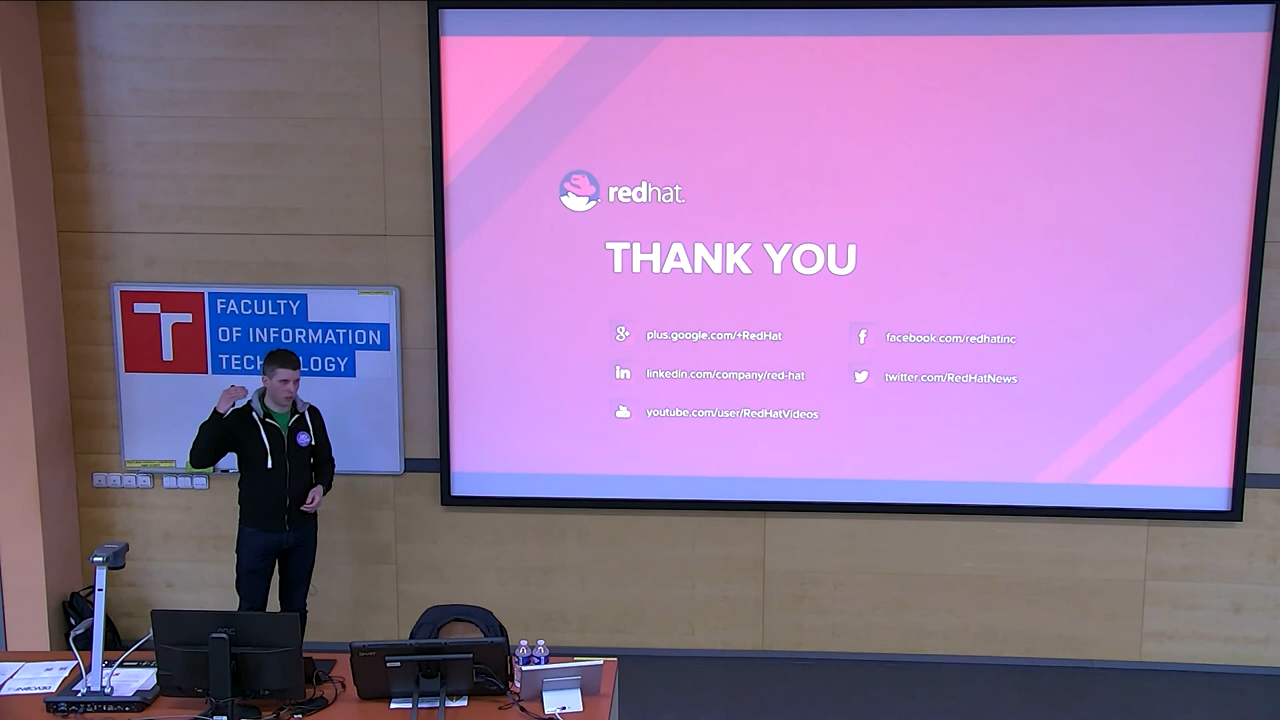 redhat.
THANK YOU
plus.google.com/+RedHat
facebook.com/redhatinc
linkedin.com/company/red-hat
twitter.com/RedHatNews
youtube.com/user/RedHatVideos
FACULTY
OF INFORMATION
TECHNOLOGY
AOC